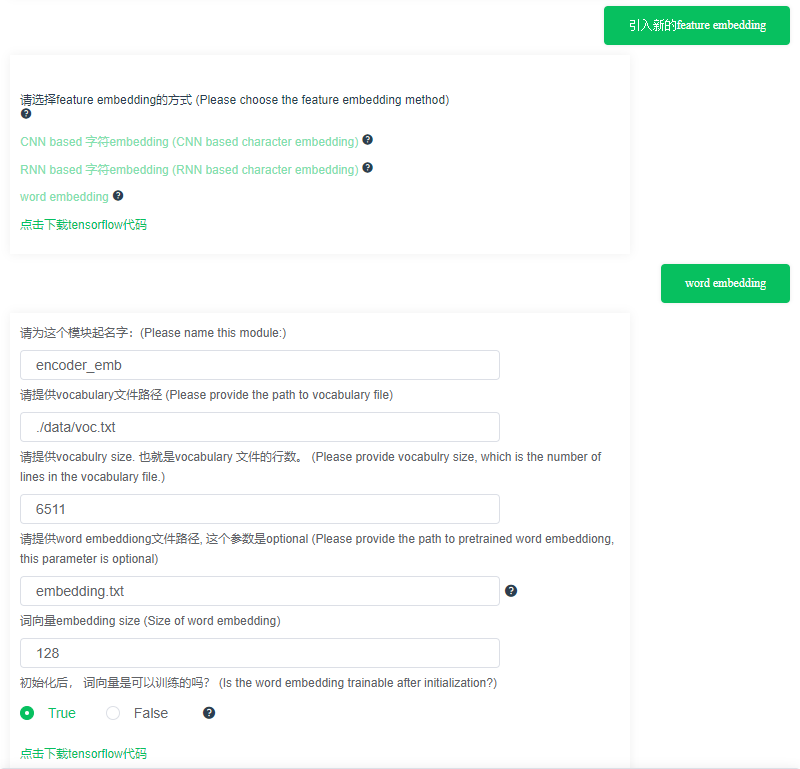 引入新的feature embedding
请选择feature embedding的方式 (Please choose the feature embedding method)
?
CNN based 字符embedding (CNN based character embedding) ?
RNN based 字符embedding (RNN based character embedding) ?
word embedding ?
点击下载tensorflow代码
word embedding
请为这个模块起名字：(Please name this module:)
encoder_emb
请提供vocabulary文件路径 (Please provide the path to vocabulary file)
./data/voc.txt
请提供vocabulry size. 也就是vocabulary 文件的行数。 (Please provide vocabulry size, which is the number of
lines in the vocabulary file.)
6511
请提供word embeddiong文件路径, 这个参数是optional (Please provide the path to pretrained word embeddiong,
this parameter is optional)
embedding.txt ?
词向量embedding size (Size of word embedding)
128
初始化后， 词向量是可以训练的吗？ (Is the word embedding trainable after initialization?)
True False ?
点击下载tensorflow代码